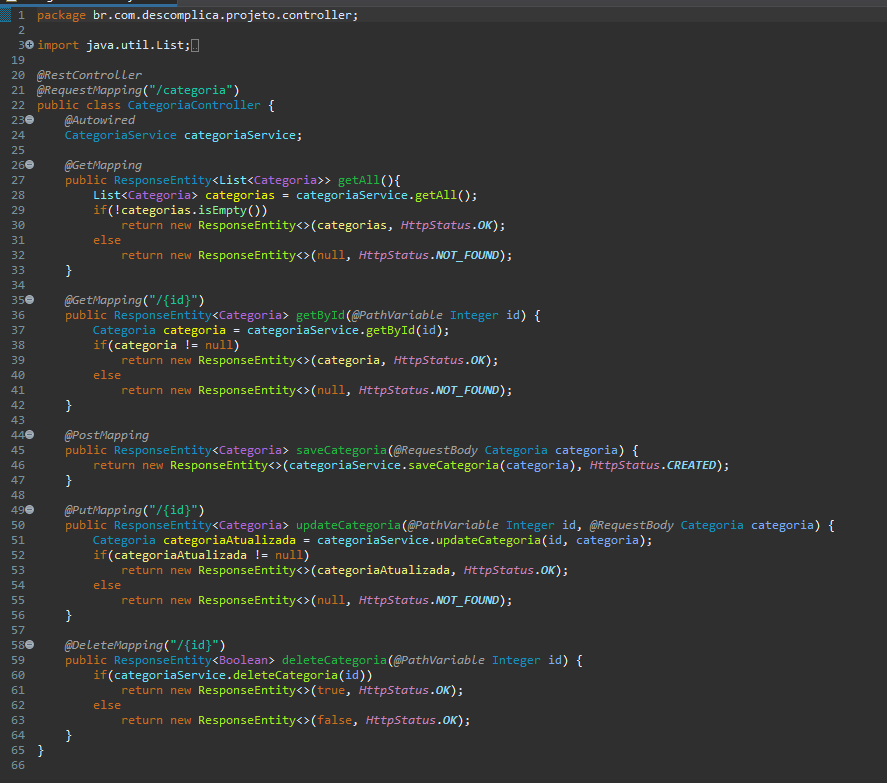 1 package br.com.descomplica.projeto.controller;
2
3 import java.util.List;
19
20 @RestController
21 @RequestMapping("/categoria")
22 public class CategoriaController {
23     @Autowired
24     CategoriaService categoriaService;
25
26     @GetMapping
27     public ResponseEntity<List<Categoria>> getAll(){
28         List<Categoria> categorias = categoriaService.getAll();
29         if(!categorias.isEmpty())
30             return new ResponseEntity<>(categorias, HttpStatus.OK);
31         else
32             return new ResponseEntity<>(null, HttpStatus.NOT_FOUND);
33     }
34
35     @GetMapping("/{id}")
36     public ResponseEntity<Categoria> getById(@PathVariable Integer id) {
37         Categoria categoria = categoriaService.getById(id);
38         if(categoria != null)
39             return new ResponseEntity<>(categoria, HttpStatus.OK);
40         else
41             return new ResponseEntity<>(null, HttpStatus.NOT_FOUND);
42     }
43
44     @PostMapping
45     public ResponseEntity<Categoria> saveCategoria(@RequestBody Categoria categoria) {
46         return new ResponseEntity<>(categoriaService.saveCategoria(categoria), HttpStatus.CREATED);
47     }
48
49     @PutMapping("/{id}")
50     public ResponseEntity<Categoria> updateCategoria(@PathVariable Integer id, @RequestBody Categoria categoria) {
51         Categoria categoriaAtualizada = categoriaService.updateCategoria(id, categoria);
52         if(categoriaAtualizada != null)
53             return new ResponseEntity<>(categoriaAtualizada, HttpStatus.OK);
54         else
55             return new ResponseEntity<>(null, HttpStatus.NOT_FOUND);
56     }
57
58     @DeleteMapping("/{id}")
59     public ResponseEntity<Boolean> deleteCategoria(@PathVariable Integer id) {
60         if(categoriaService.deleteCategoria(id))
61             return new ResponseEntity<>(true, HttpStatus.OK);
62         else
63             return new ResponseEntity<>(false, HttpStatus.OK);
64     }
65 }
66